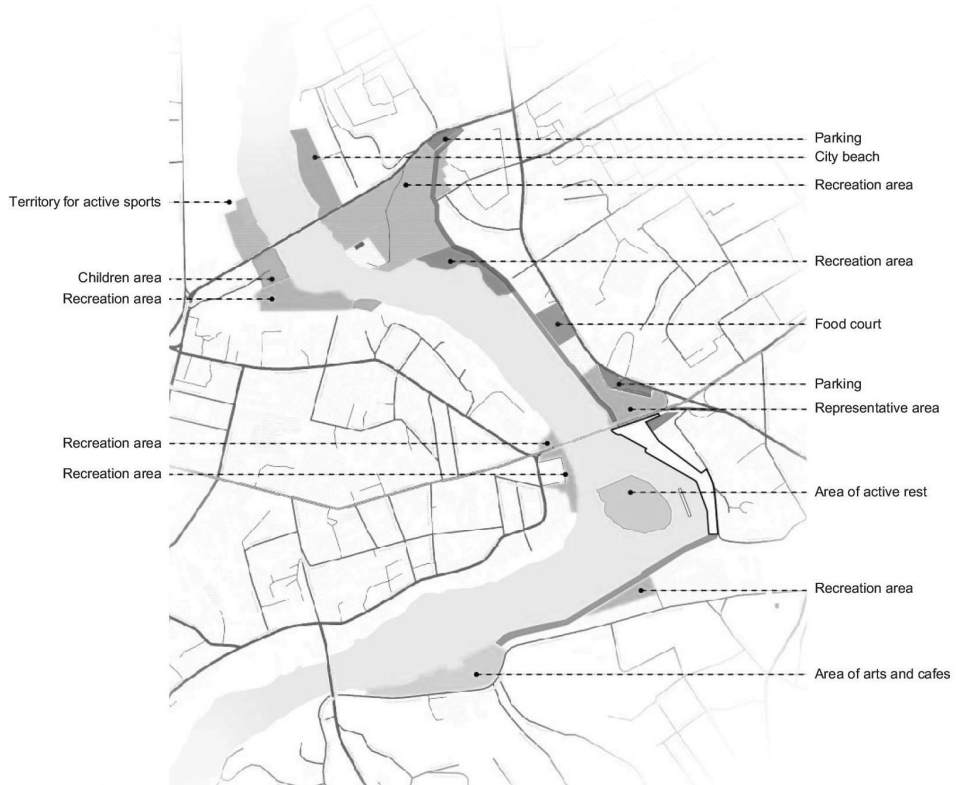 Parking
City beach
Recreation area
Territory for active sports
Recreation area
Children area
Recreation area
Food court
Parking
Representative area
Recreation area
Recreation area
Area of active rest
Recreation area
Area of arts and cafes